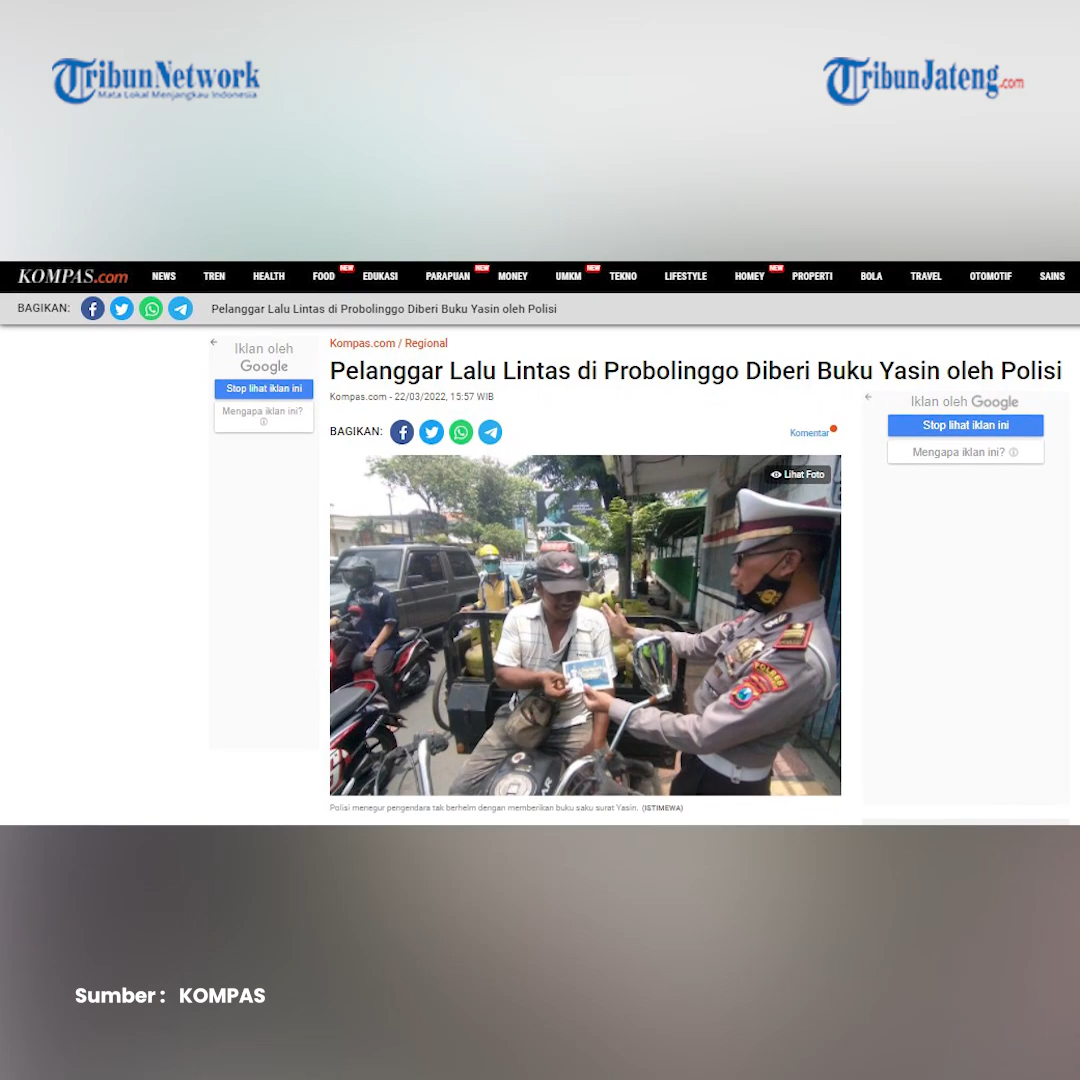 TribunNetwork
Mata Lokal Menjangkau Indonesia
TribunJateng.com
KOMPAS.com NEWS TREN HEALTH FOOD NEW EDUKASI PARAPUAN NEW MONEY UMKM NEW TEKNO LIFESTYLE HOMEY NEW PROPERTI BOLA TRAVEL OTOMOTIF SAINS
BAGIKAN: Pelanggar Lalu Lintas di Probolinggo Diberi Buku Yasin oleh Polisi
Iklan oleh
Google
Stop lihat iklan ini
Mengapa iklan ini?
Kompas.com / Regional
Pelanggar Lalu Lintas di Probolinggo Diberi Buku Yasin oleh Polisi
Kompas.com - 22/03/2022, 15:57 WIB
BAGIKAN:
Komentar
Iklan oleh Google
Stop lihat iklan ini
Mengapa iklan ini?
Lihat Foto
POLRES
Polisi menegur pengendara tak berhelm dengan memberikan buku saku surat Yasin. (ISTIMEWA)
Sumber : KOMPAS